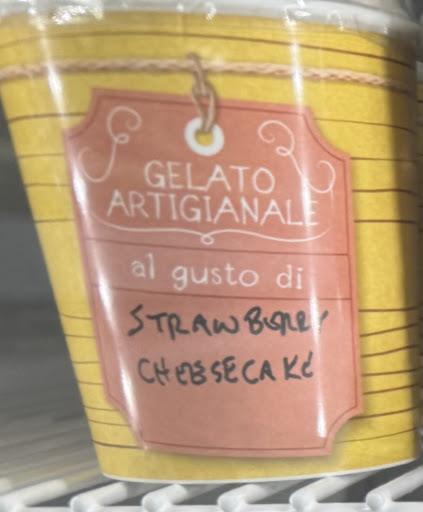 GELATO
ARTIGIANALE
al gusto di
STRAWBERRY
CHEESECAKE